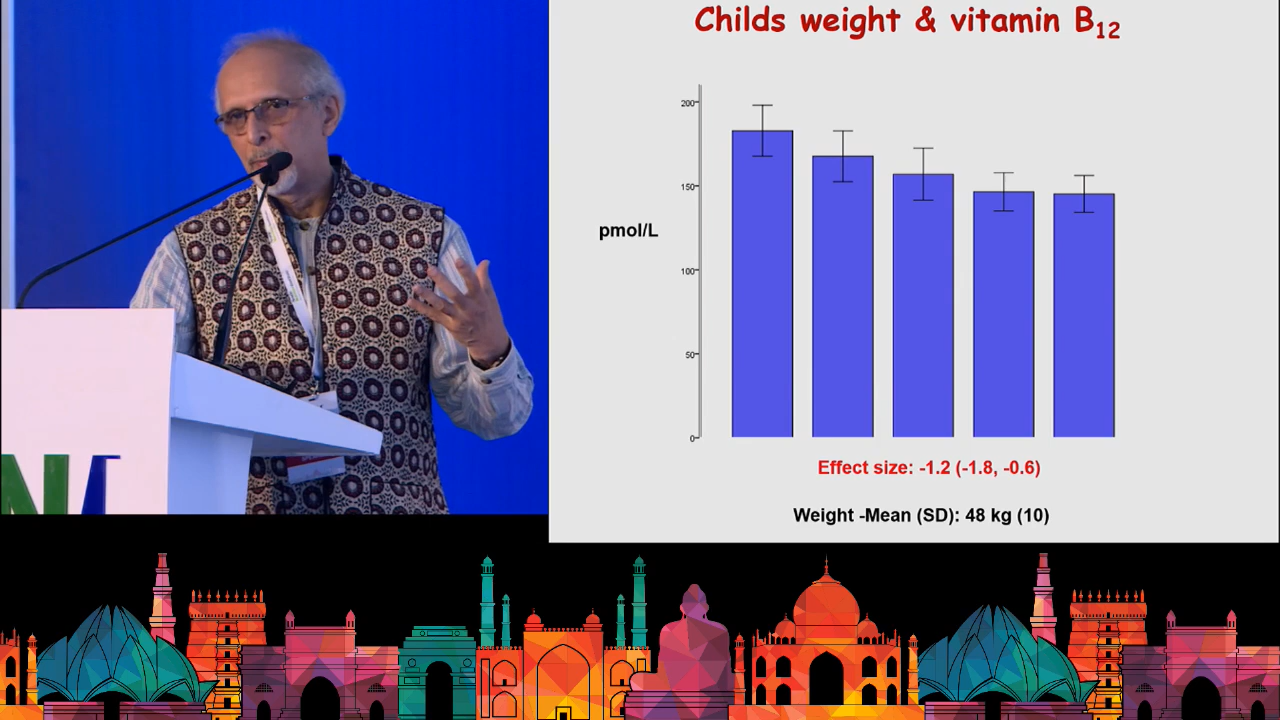 Childs weight & vitamin B12
200
150
pmol/L
100
50
0
Effect size: -1.2 (-1.8, -0.6)
Weight -Mean (SD): 48 kg (10)